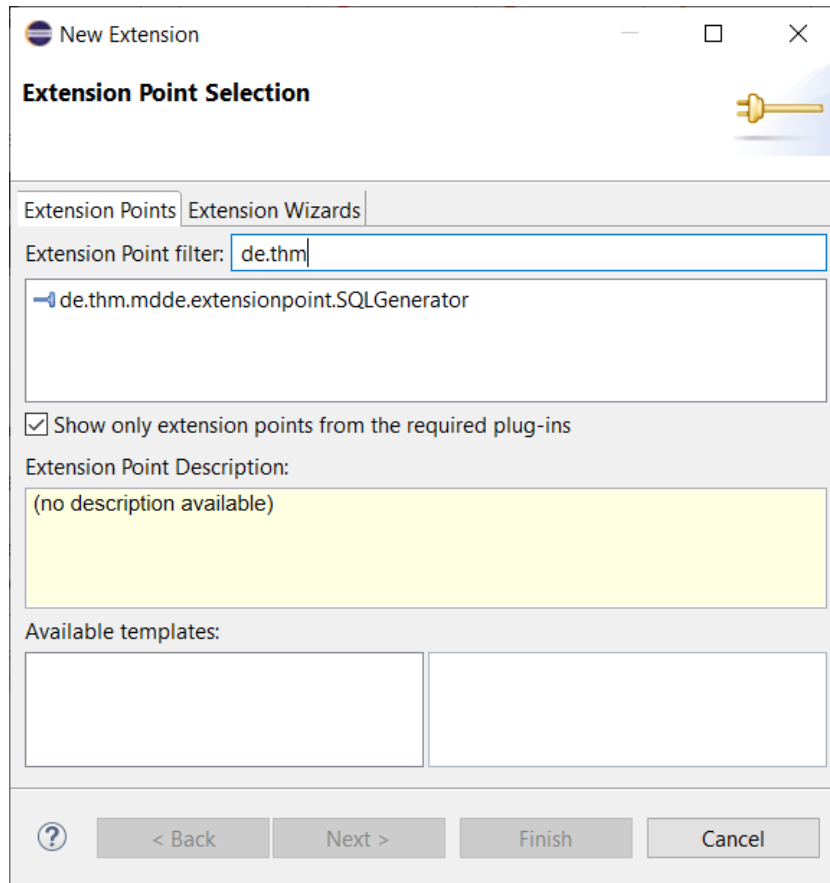 New Extension
Extension Point Selection
Extension Points Extension Wizards
Extension Point filter: de.thm
de.thm.mdde.extensionpoint.SQLGenerator
Show only extension points from the required plug-ins
Extension Point Description:
(no description available)
Available templates:
? < Back Next > Finish Cancel